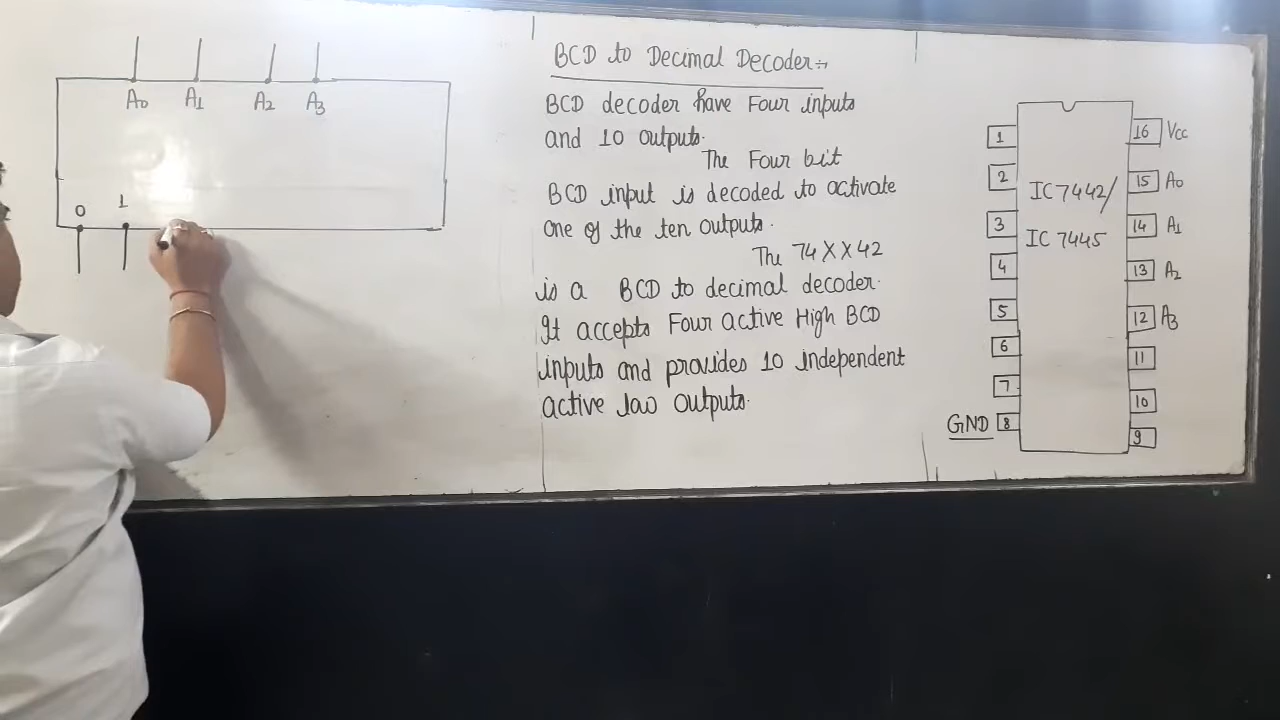 A0 A1 A2 A3
0 1
BCD to Decimal Decoder:-
BCD decoder have Four inputs
and 10 outputs.
The Four bit
BCD input is decoded to activate
one of the ten outputs.
The 74XX42
is a BCD to decimal decoder.
It accepts Four active High BCD
inputs and provides 10 independent
active low outputs.
1 16 Vcc
2 IC 7442/ 15 A0
3 IC 7445 14 A1
4 13 A2
5 12 A3
6 11
7 10
GND 8 9